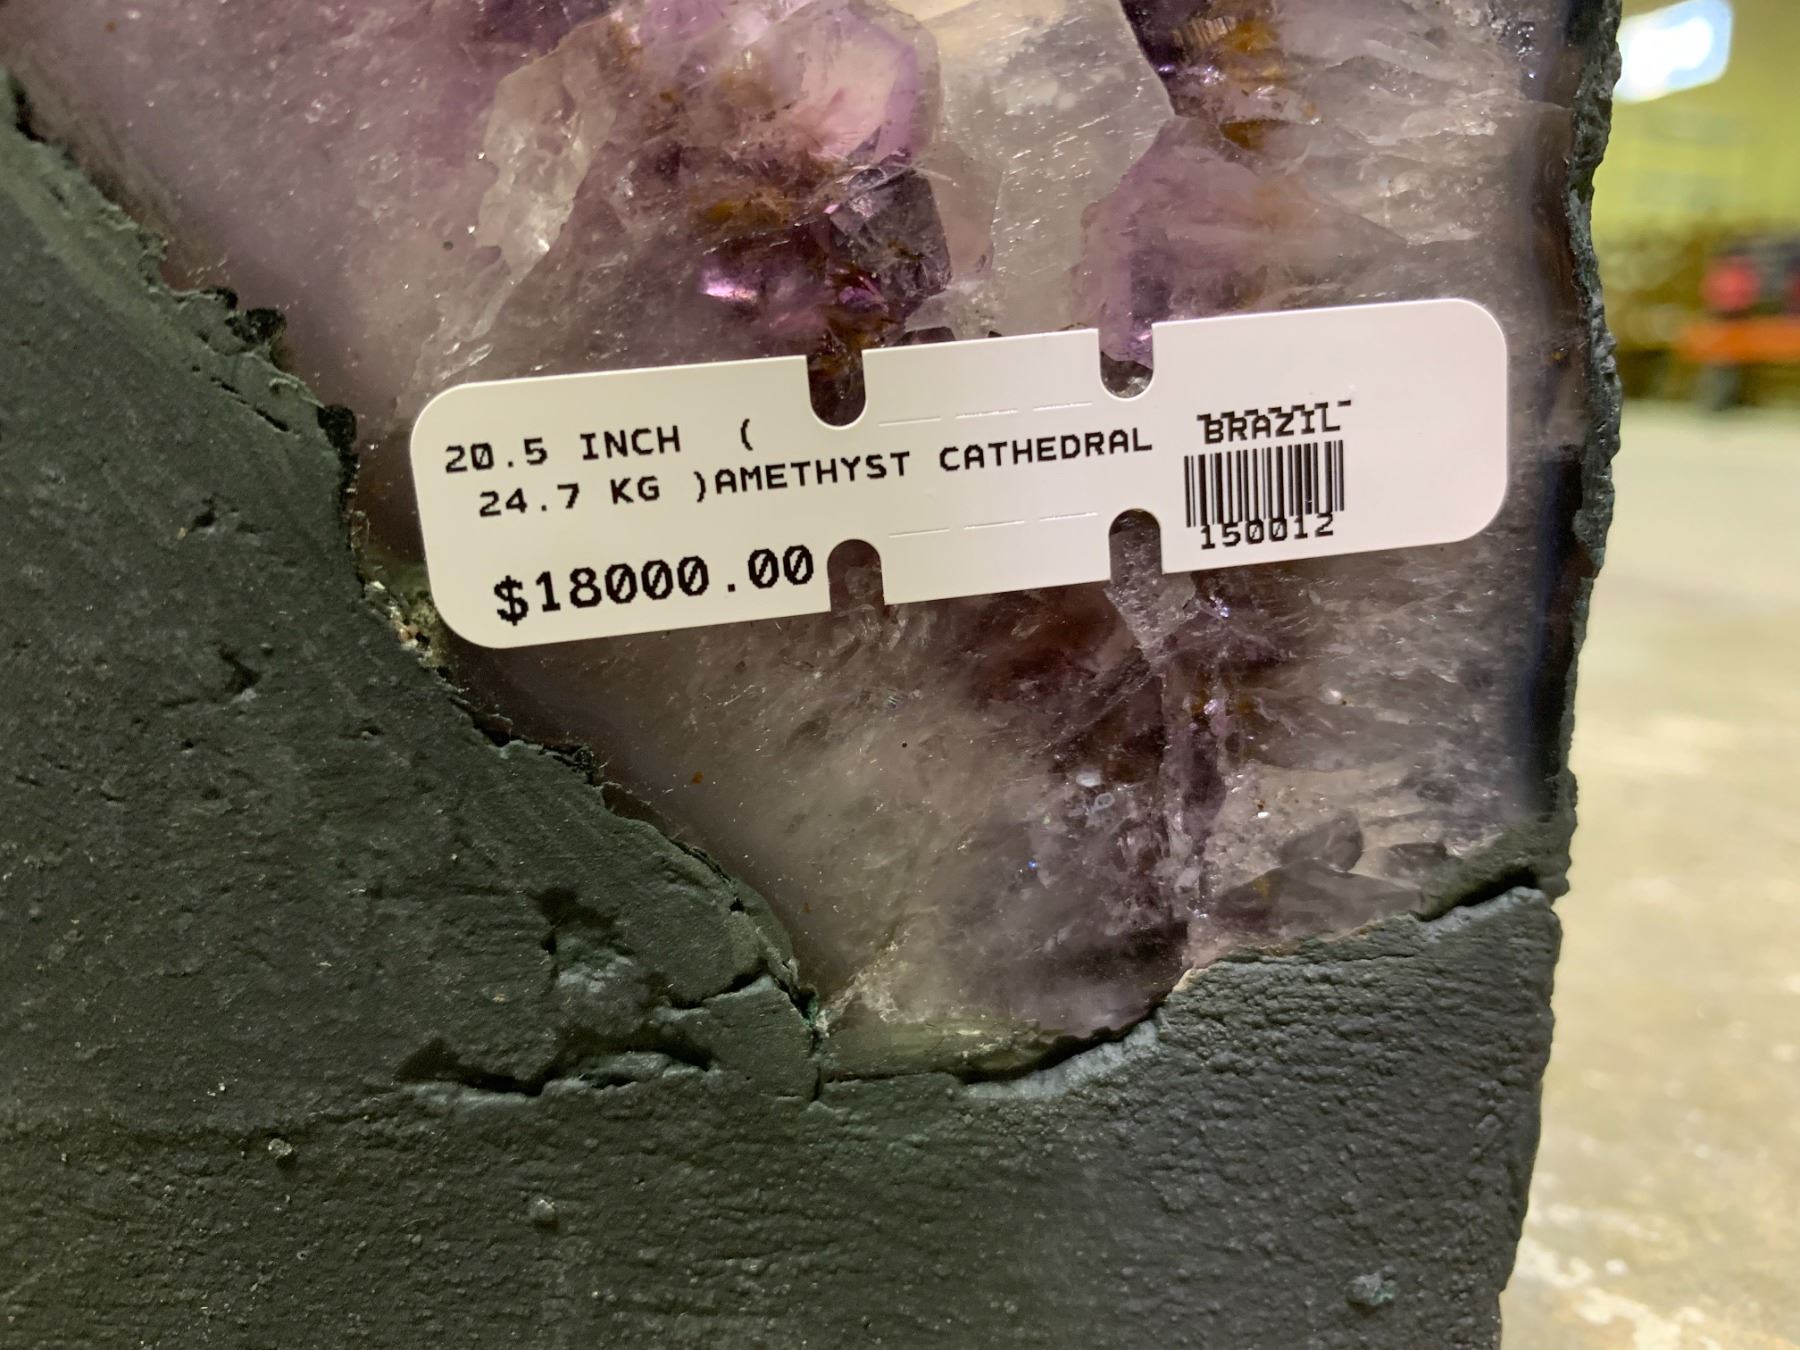 20.5 INCH (
24.7 KG )AMETHYST CATHEDRAL
$18000.00
BRAZIL
150012